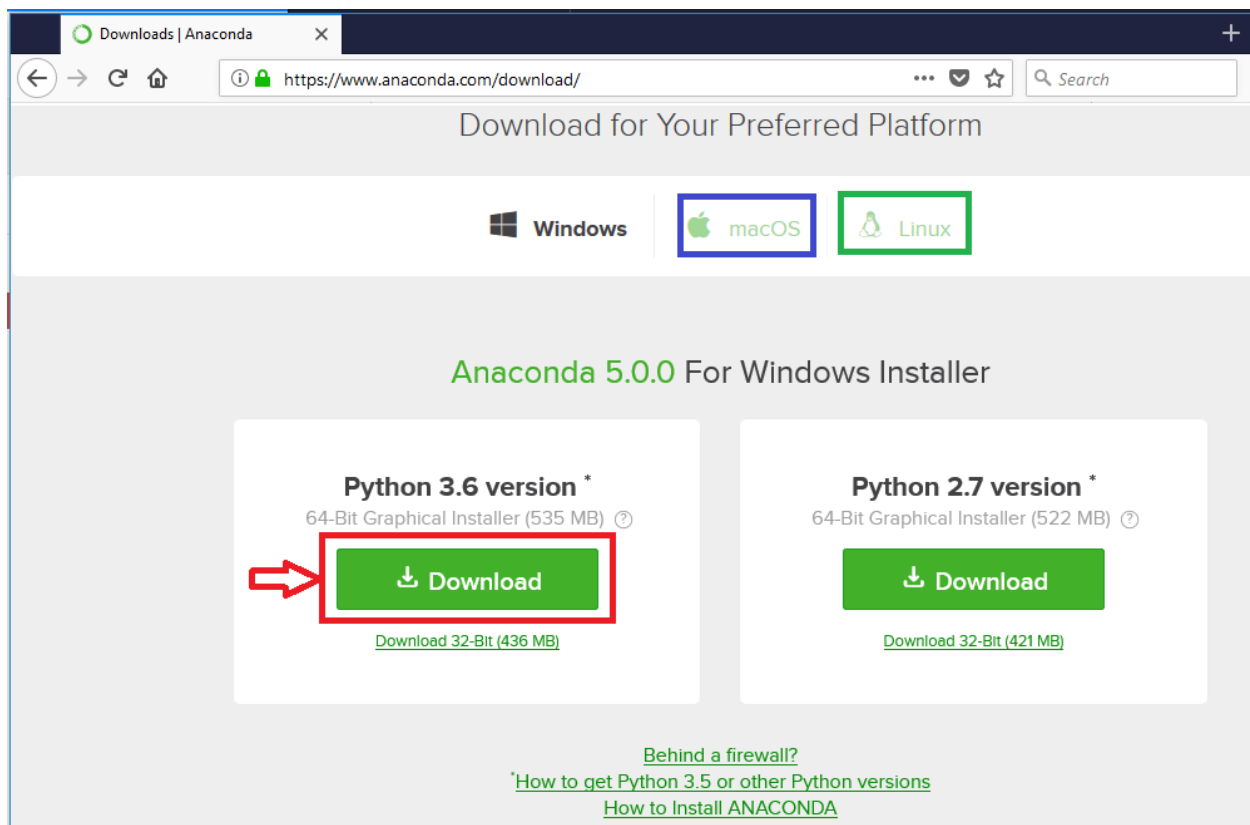 Downloads | Anaconda
https://www.anaconda.com/download/
Search
Download for Your Preferred Platform
Windows macOS Linux
Anaconda 5.0.0 For Windows Installer
Python 3.6 version *
64-Bit Graphical Installer (535 MB) ?
Download
Download 32-Bit (436 MB)
Python 2.7 version *
64-Bit Graphical Installer (522 MB) ?
Download
Download 32-Bit (421 MB)
Behind a firewall?
*How to get Python 3.5 or other Python versions
How to Install ANACONDA